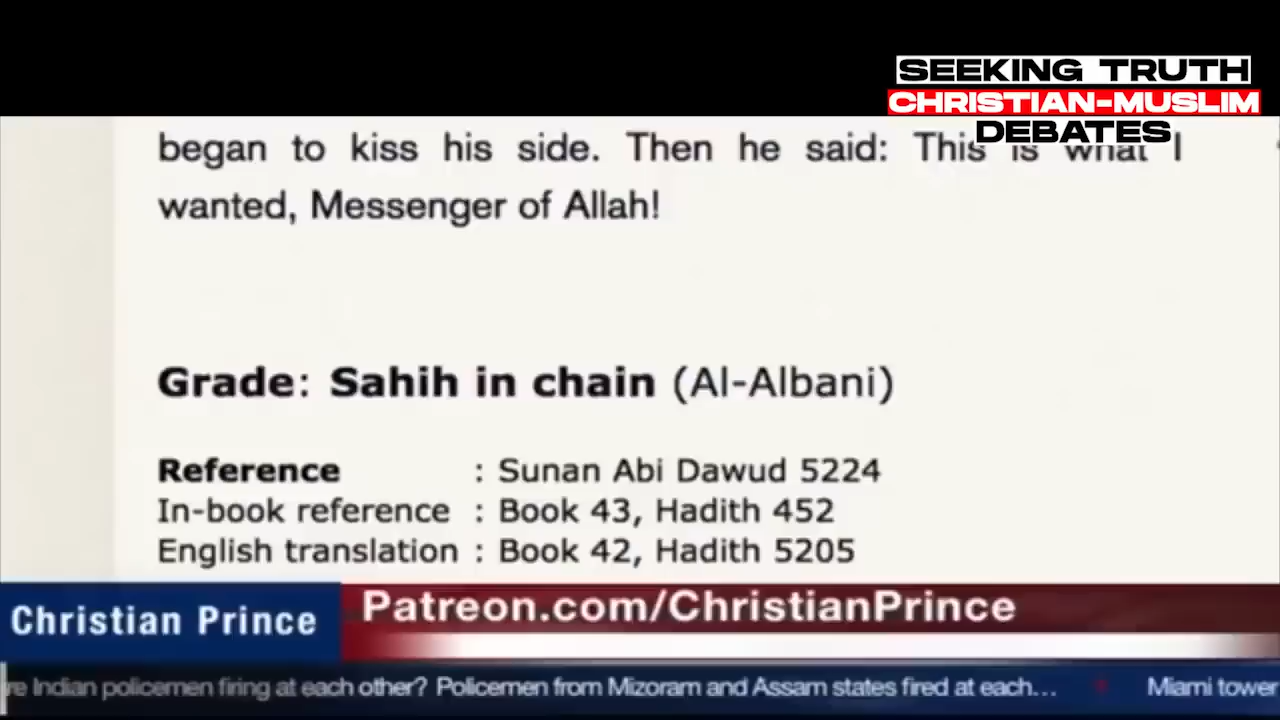 SEEKING TRUTH
CHRISTIAN-MUSLIM
DEBATES
began to kiss his side. Then he said: This is what I
wanted, Messenger of Allah!
Grade: Sahih in chain (Al-Albani)
Reference : Sunan Abi Dawud 5224
In-book reference : Book 43, Hadith 452
English translation : Book 42, Hadith 5205
Christian Prince
Patreon.com/ChristianPrince
Indian policemen firing at each other? Policemen from Mizoram and Assam states fired at each... Miami tower